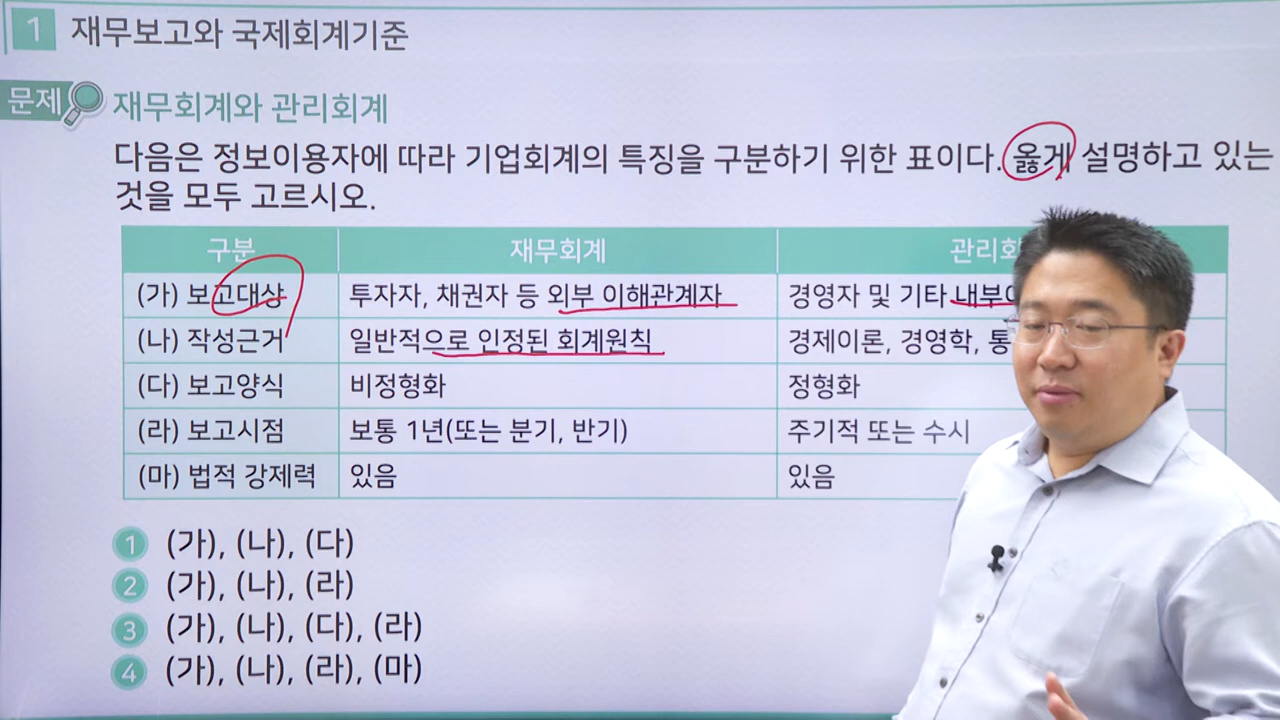 1 재무보고와 국제회계기준
문제 재무회계와 관리회계
다음은 정보이용자에 따라 기업회계의 특징을 구분하기 위한 표이다. 옳게 설명하고 있는
것을 모두 고르시오.
구분 재무회계 관리회
(가) 보고대상 투자자, 채권자 등 외부 이해관계자 경영자 및 기타 내부
(나) 작성근거 일반적으로 인정된 회계원칙 경제이론, 경영학, 통
(다) 보고양식 비정형화 정형화
(라) 보고시점 보통 1년(또는 분기, 반기) 주기적 또는 수시
(마) 법적 강제력 있음 있음
1 (가), (나), (다)
2 (가), (나), (라)
3 (가), (나), (다), (라)
4 (가), (나), (라), (마)